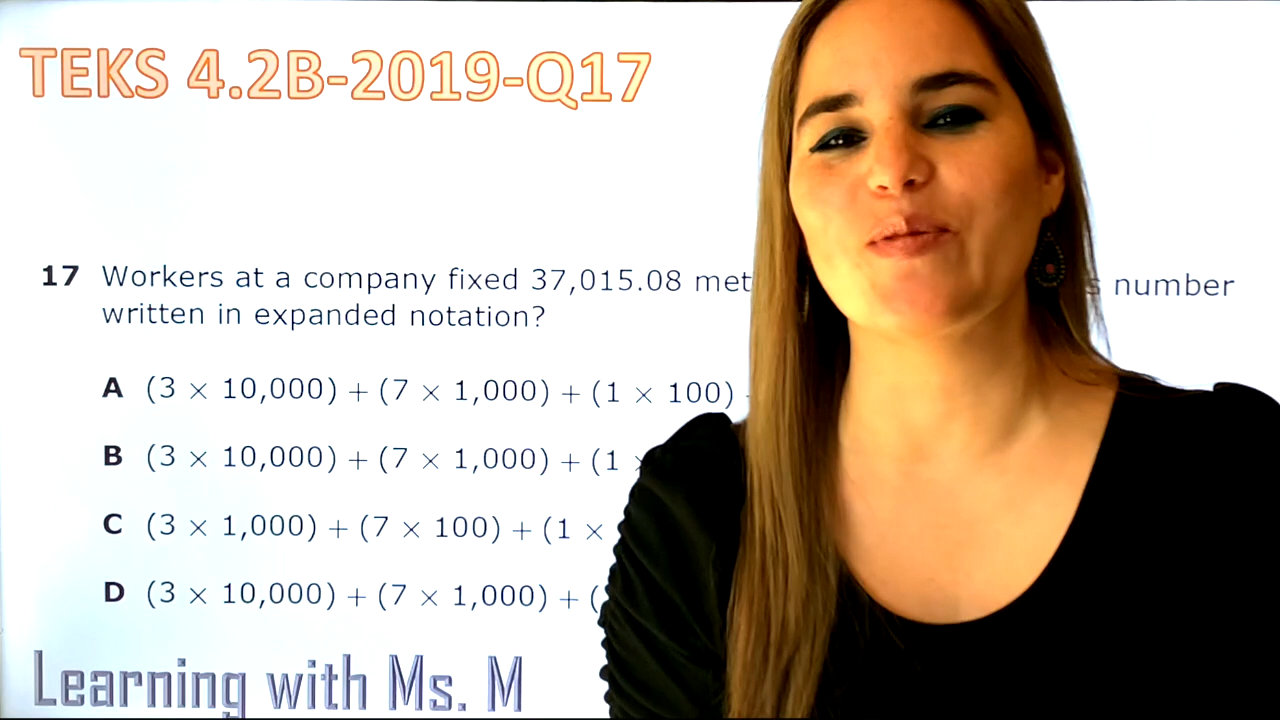 TEKS 4.2B-2019-Q17
17 Workers at a company fixed 37,015.08 number
written in expanded notation?
A (3 × 10,000) + (7 × 1,000) + (1 × 100)
B (3 × 10,000) + (7 × 1,000) + (1
C (3 × 1,000) + (7 × 100) + (1 ×
D (3 × 10,000) + (7 × 1,000) + (
Learning with Ms. M